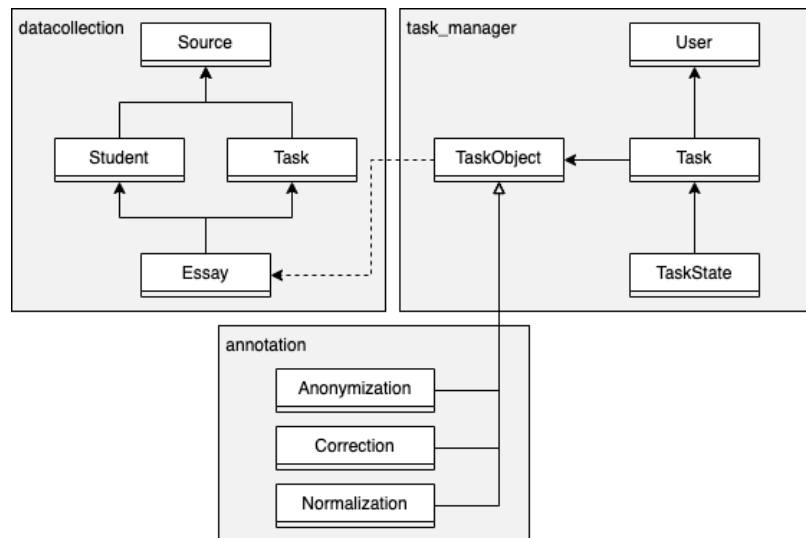 datacollection
Source
Student
Task
Essay
task_manager
User
TaskObject
Task
TaskState
annotation
Anonymization
Correction
Normalization